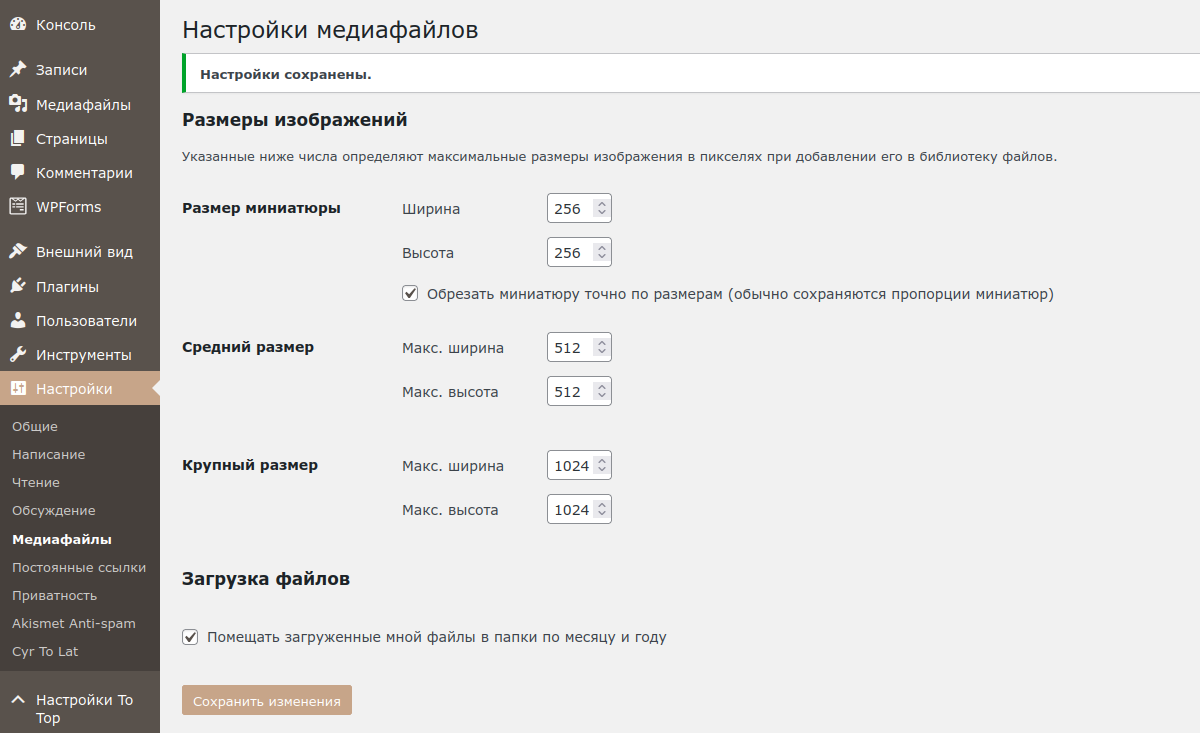 Консоль
Записи
Медиафайлы
Страницы
Комментарии
WPForms
Внешний вид
Плагины
Пользователи
Инструменты
Настройки
Общие
Написание
Чтение
Обсуждение
Медиафайлы
Постоянные ссылки
Приватность
Akismet Anti-spam
Cyr To Lat
Настройки To
Top
Настройки медиафайлов
Настройки сохранены.
Размеры изображений
Указанные ниже числа определяют максимальные размеры изображения в пикселях при добавлении его в библиотеку файлов.
Размер миниатюры Ширина 256
Высота 256
Обрезать миниатюру точно по размерам (обычно сохраняются пропорции миниатюр)
Средний размер Макс. ширина 512
Макс. высота 512
Крупный размер Макс. ширина 1024
Макс. высота 1024
Загрузка файлов
Помещать загруженные мной файлы в папки по месяцу и году
Сохранить изменения